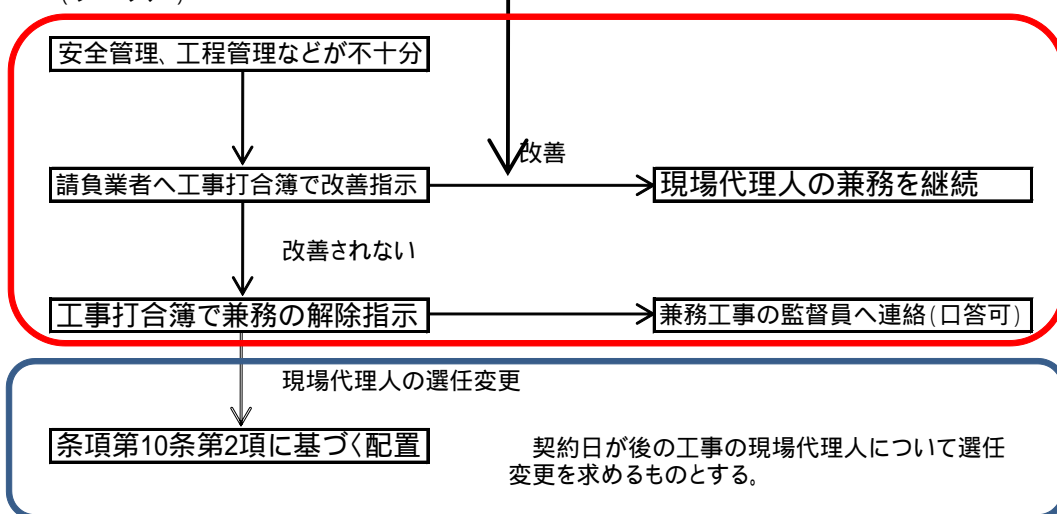 安全管理、工程管理などが不十分
改善
請負業者へ工事打合簿で改善指示
現場代理人の兼務を継続
改善されない
工事打合簿で兼務の解除指示
兼務工事の監督員へ連絡(口答可)
現場代理人の選任変更
条項第10条第2項に基づく配置
契約日が後の工事の現場代理人について選任
変更を求めるものとする。